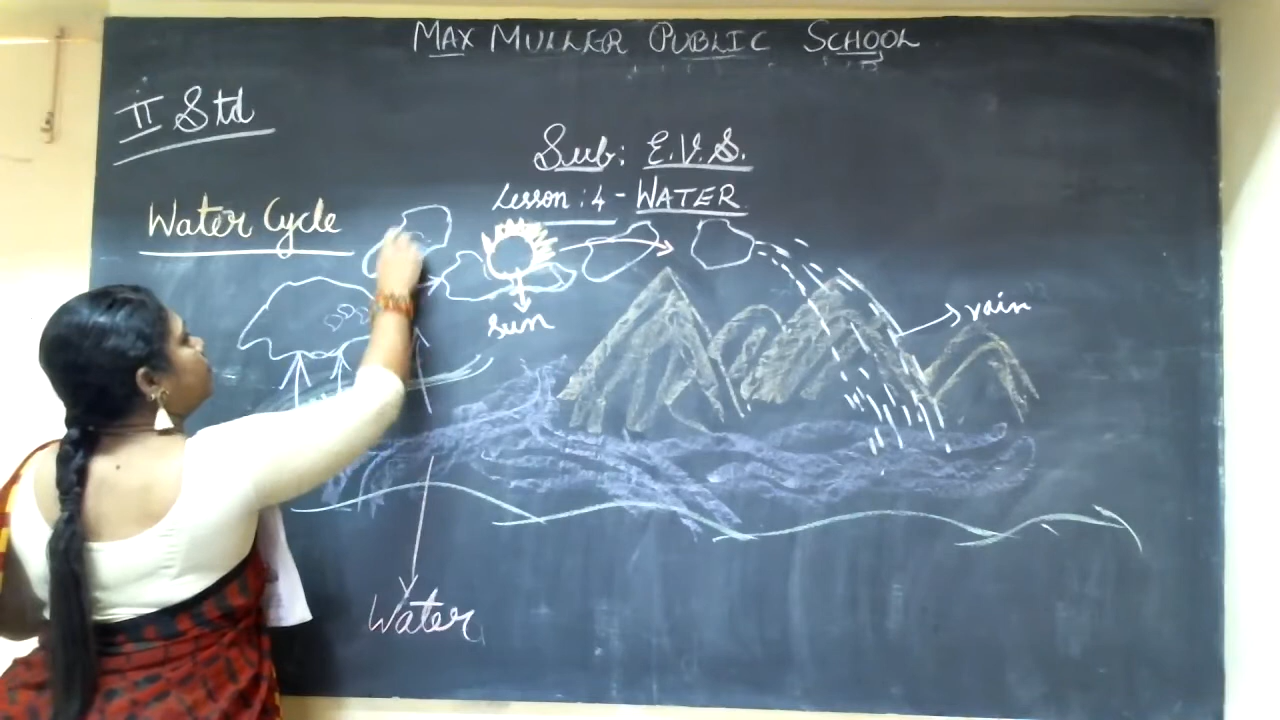 MAX MULLER PUBLIC SCHOOL
II Std
Sub: E.V.S.
Lesson: 4 - WATER
Water Cycle
sun
rain
Water